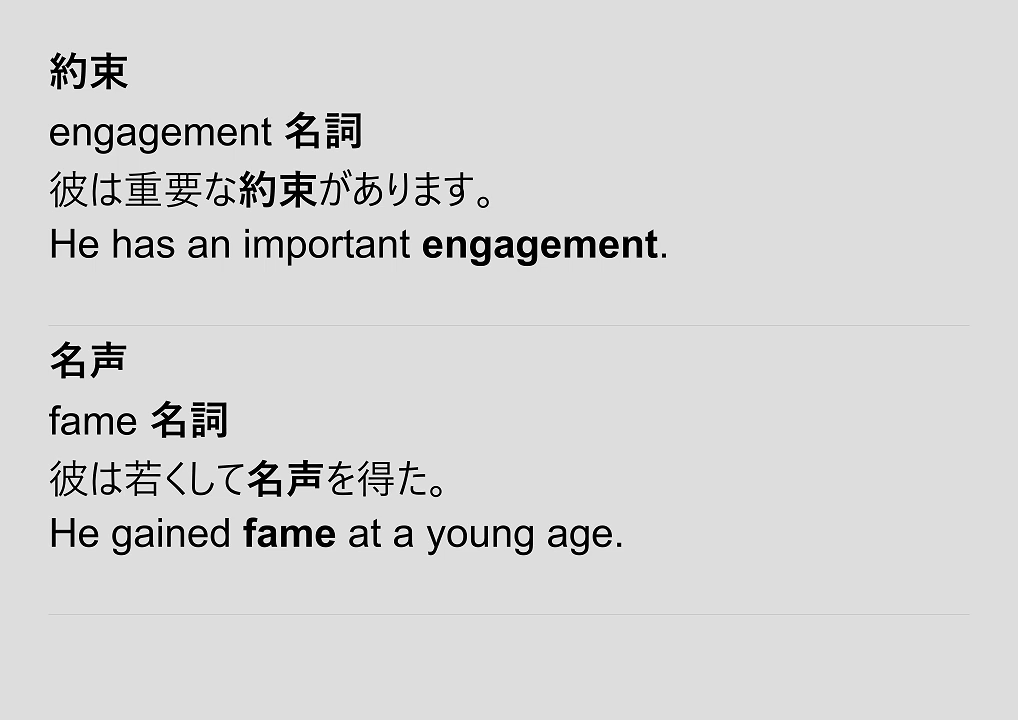 約束
engagement 名詞
彼は重要な約束があります。
He has an important engagement.
名声
fame 名詞
彼は若くして名声を得た。
He gained fame at a young age.